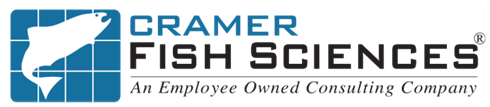 CRAMER
FISH SCIENCES®
An Employee Owned Consulting Company